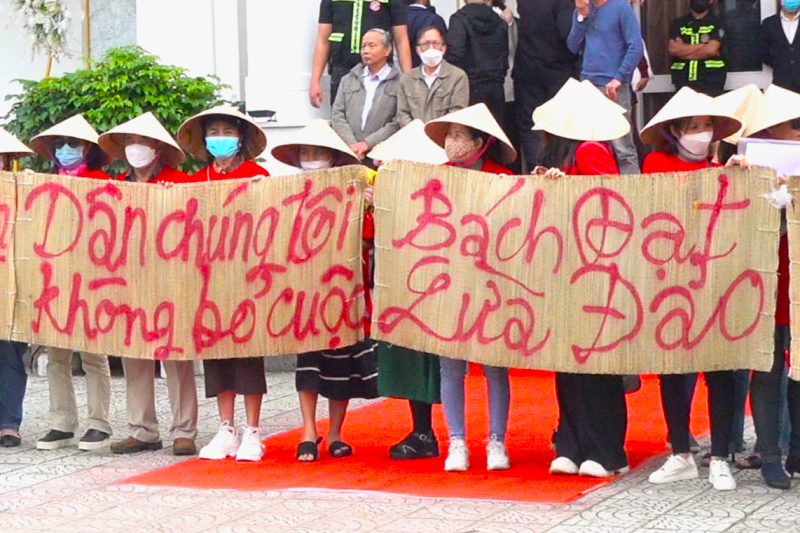 Dân chúng tôi
không bỏ cuộc
Bách Đạt
Lừa Đảo